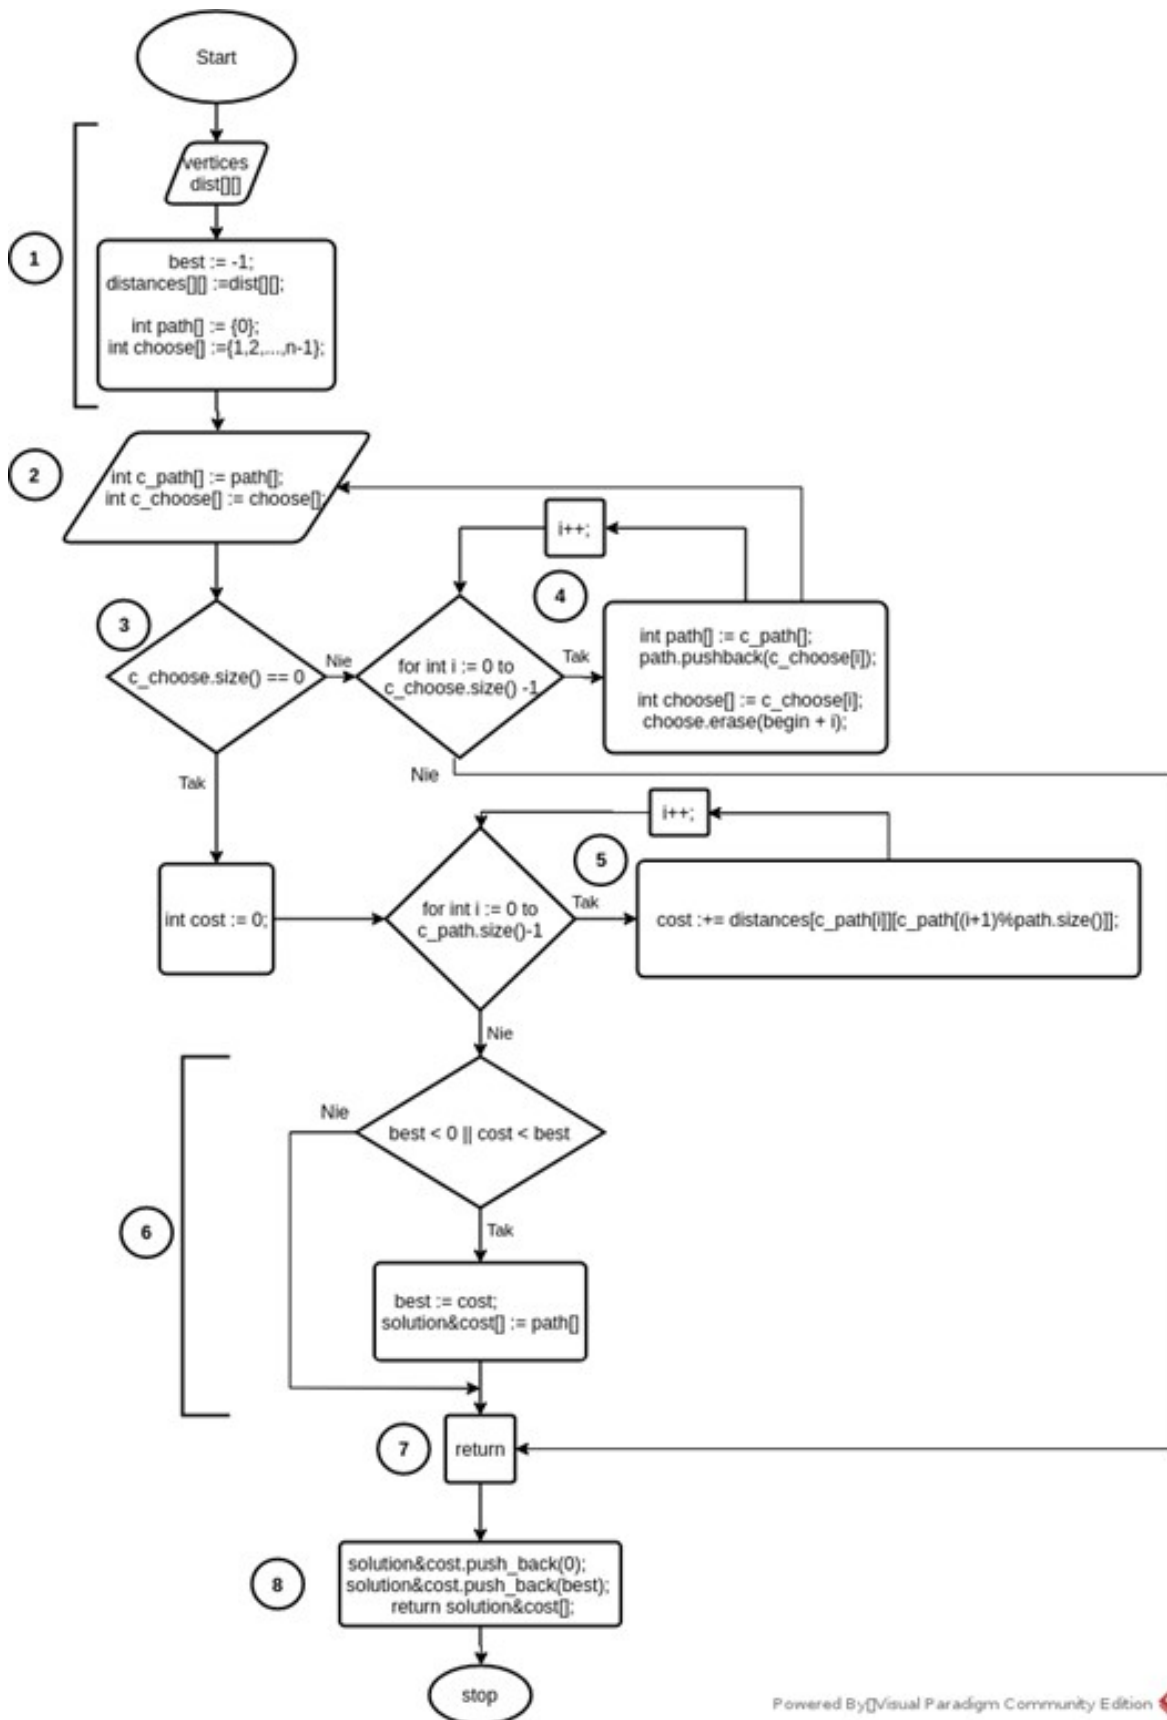 Start
vertices
dist[][]
1
best := -1;
distances[][] :=dist[][];
int path[] := {0};
int choose[] :={1,2,...,n-1};
2
int c_path[] := path[];
int c_choose[] := choose[];
i++;
4
3
c_choose.size() == 0
Nie
for int i := 0 to
c_choose.size() -1
Tak
int path[] := c_path[];
path.pushback(c_choose[i]);
int choose[] := c_choose[i];
choose.erase(begin + i);
Nie
Tak
i++;
5
int cost := 0;
for int i := 0 to
c_path.size()-1
Tak
cost :+= distances[c_path[i]][c_path[(i+1)%path.size()]];
Nie
Nie
best < 0 || cost < best
6
Tak
best := cost;
solution&cost[] := path[]
7
return
8
solution&cost.push_back(0);
solution&cost.push_back(best);
return solution&cost[];
stop
Powered By▯Visual Paradigm Community Edition